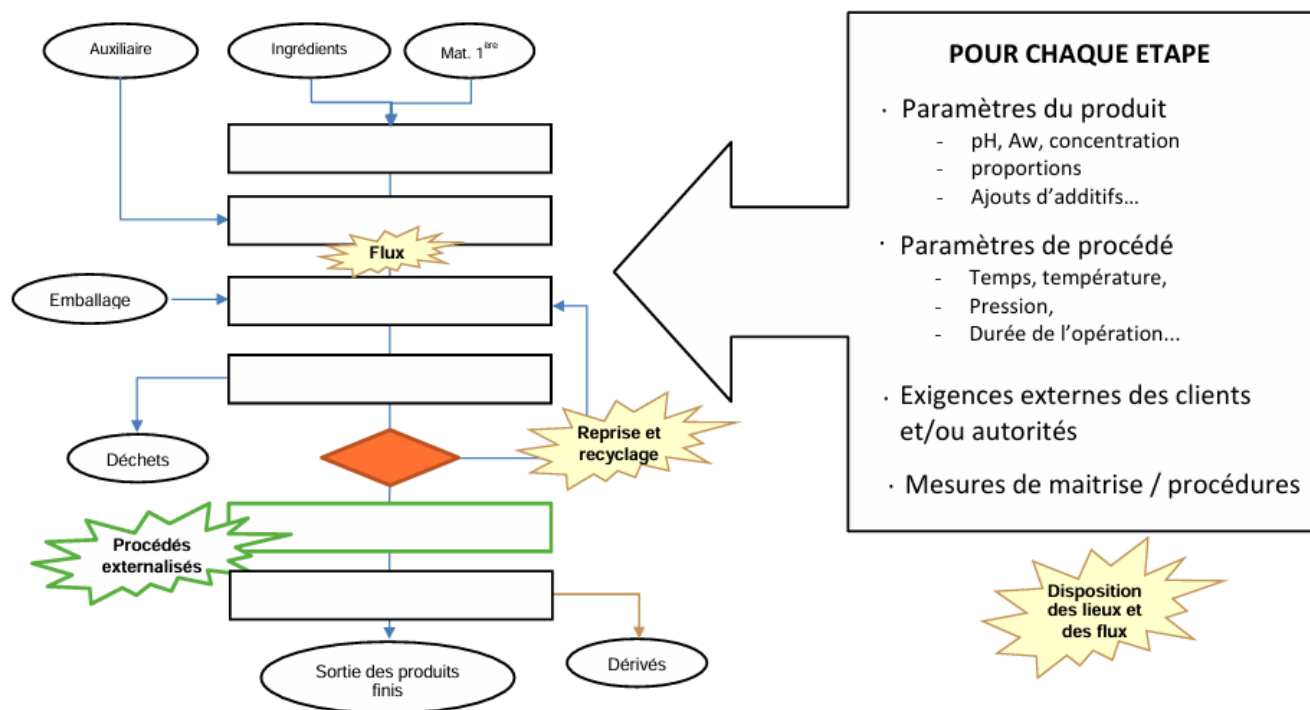 Auxiliaire
Ingrédients
Mat. 1ère
Flux
Emballage
Déchets
Reprise et
recyclage
Procédés
externalisés
Sortie des produits
finis
Dérivés
POUR CHAQUE ETAPE
· Paramètres du produit
- pH, Aw, concentration
- proportions
- Ajouts d'additifs...
· Paramètres de procédé
- Temps, température,
- Pression,
- Durée de l'opération...
· Exigences externes des clients
et/ou autorités
· Mesures de maitrise / procédures
Disposition
des lieux et
des flux